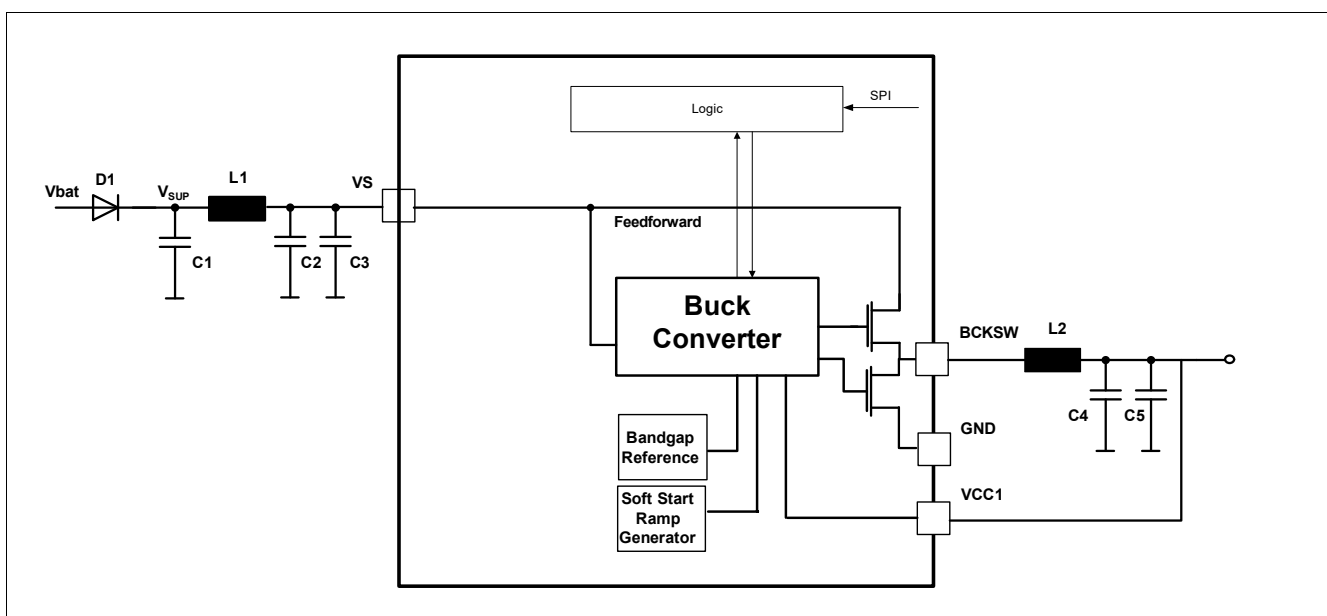 SPI
Logic
Vbat
D1
VSUP
L1
VS
C1
C2
C3
Feedforward
Buck
Converter
BCKSW
L2
C4
C5
GND
Bandgap
Reference
Soft Start
Ramp
Generator
VCC1